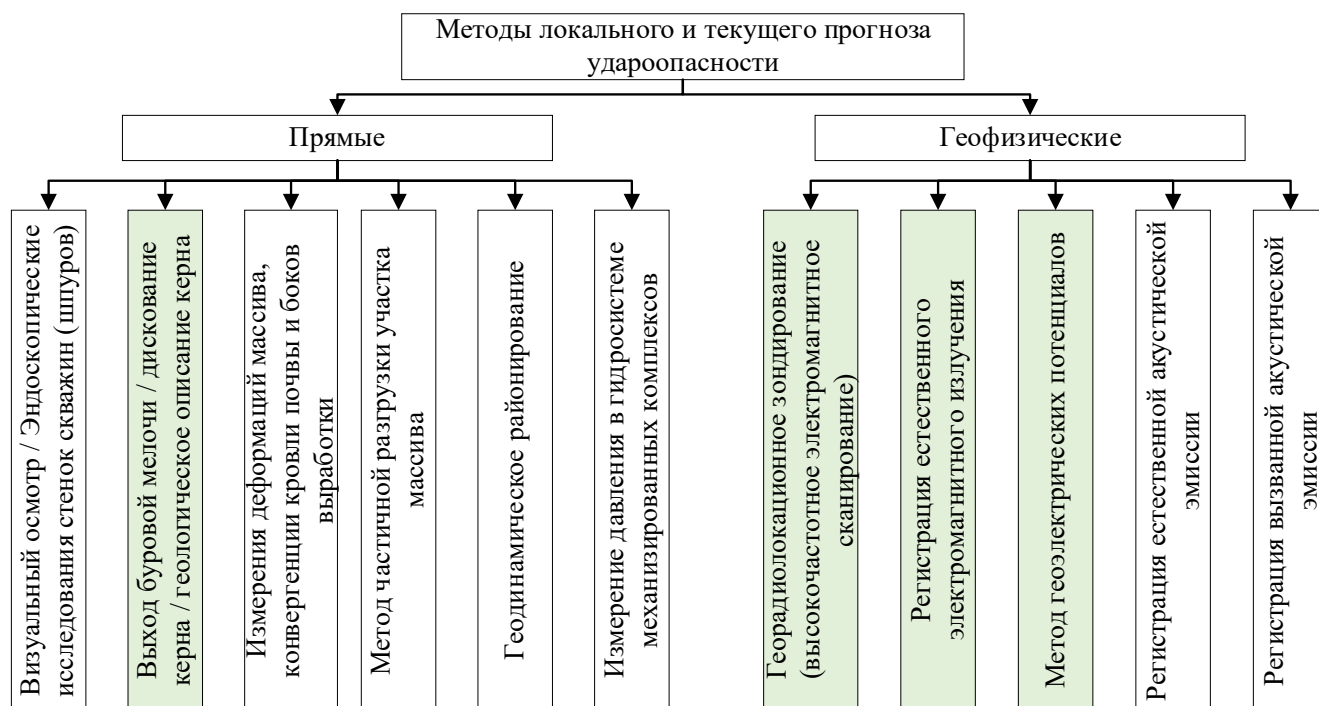 Методы локального и текущего прогноза
удароопасности
Прямые
Геофизические
Визуальный осмотр / Эндоскопические
исследования стенок скважин (шпуров)
Выход буровой мелочи / дискование
керна / геологическое описание керна
Измерения деформаций массива,
конвергенции кровли почвы и боков
выработки
Метод частичной разгрузки участка
массива
Геодинамическое районирование
Измерение давления в гидросистеме
механизированных комплексов
Георадиолокационное зондирование
(высокочастотное электромагнитное
сканирование)
Регистрация естественного
электромагнитного излучения
Метод геоэлектрических потенциалов
Регистрация естественной акустической
эмиссии
Регистрация вызванной акустической
эмиссии